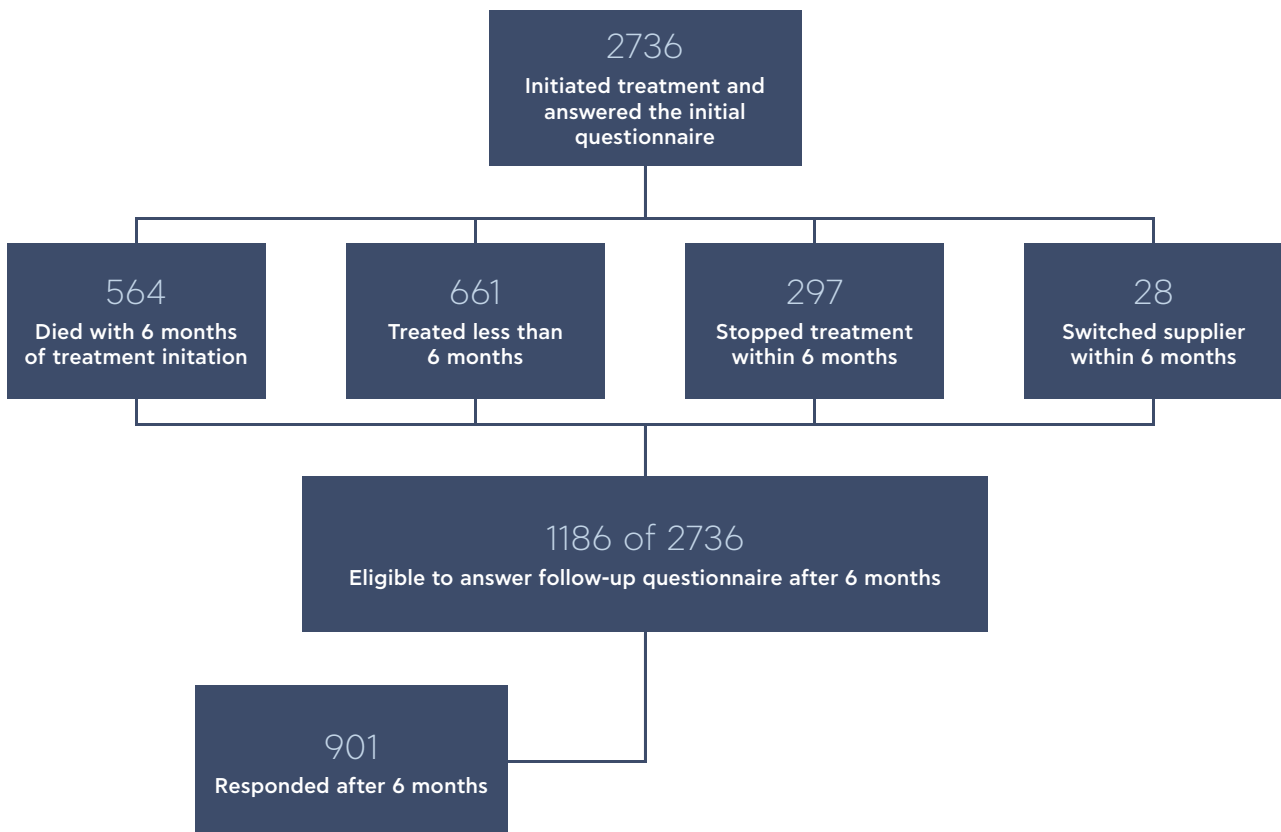 2736
Initiated treatment and
answered the initial
questionnaire
564
Died with 6 months
of treatment initation
661
Treated less than
6 months
297
Stopped treatment
within 6 months
28
Switched supplier
within 6 months
1186 of 2736
Eligible to answer follow-up questionnaire after 6 months
901
Responded after 6 months